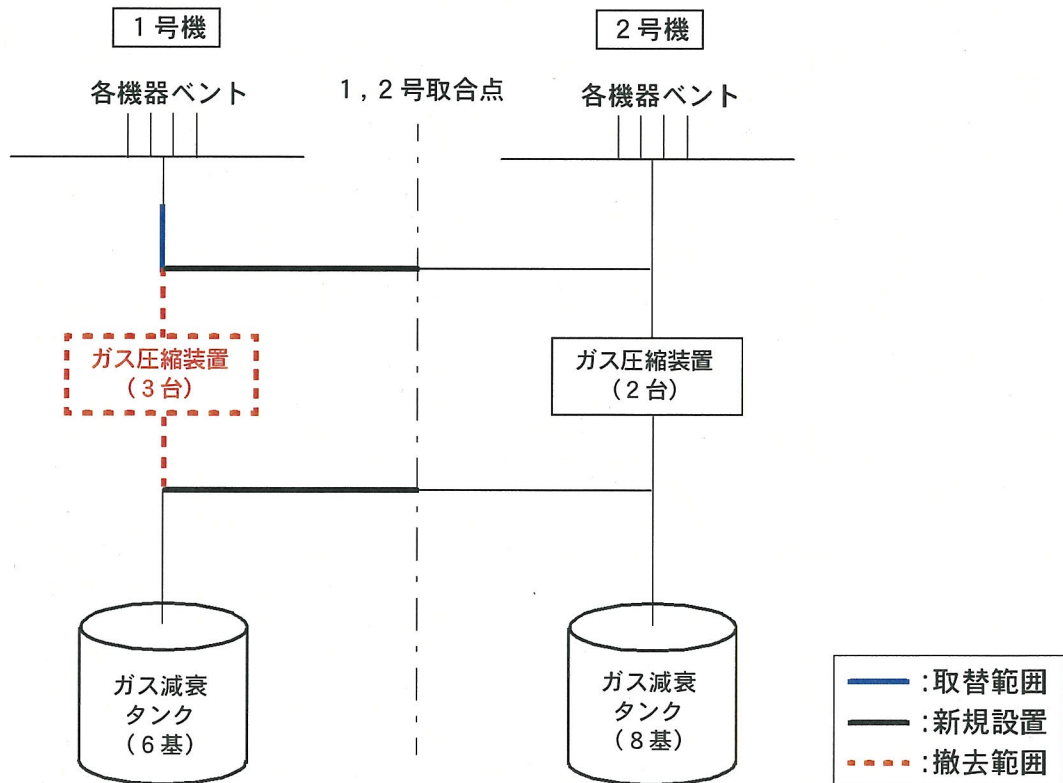 1号機
2号機
各機器ベント
1,2号取合点
各機器ベント
ガス圧縮装置
(3台)
ガス圧縮装置
(2台)
ガス減衰
タンク
(6基)
ガス減衰
タンク
(8基)
:取替範囲
:新規設置
:撤去範囲